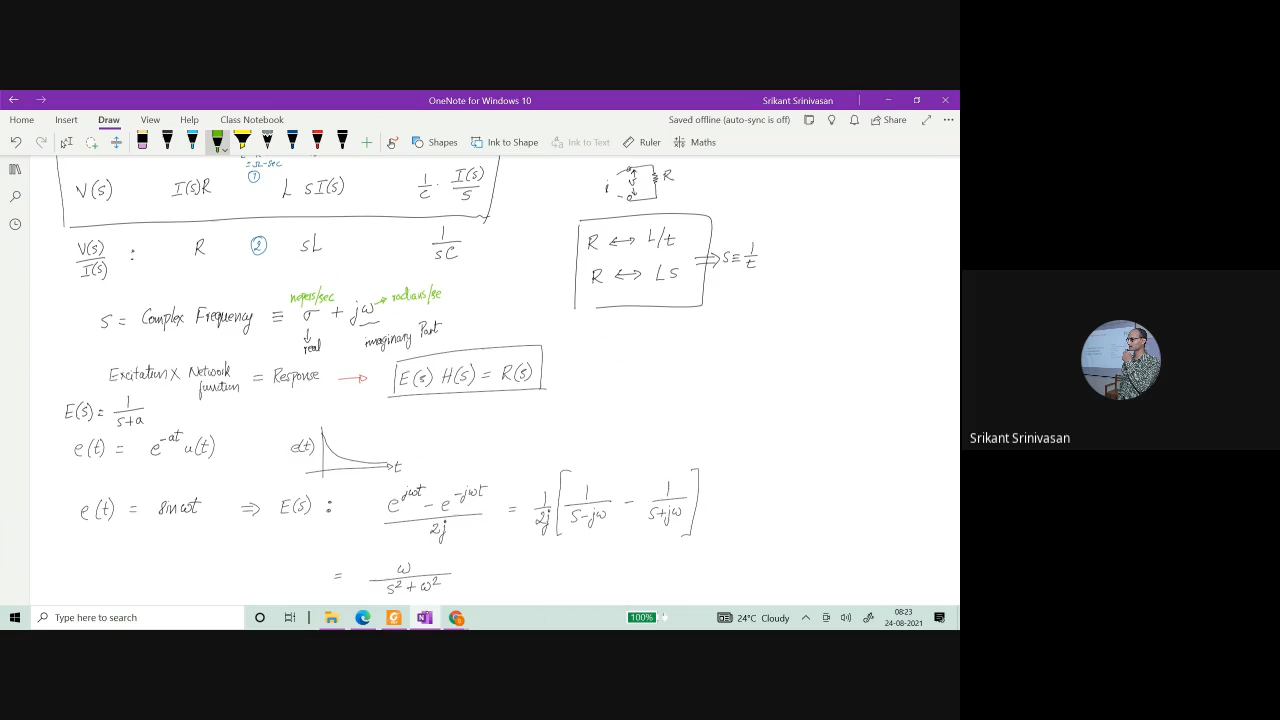 OneNote for Windows 10
Srikant Srinivasan
Home Insert Draw View Help Class Notebook
Saved offline (auto-sync is off) Share
Shapes Ink to Shape Ink to Text Ruler Maths
= Ω-sec
①
V(s) I(s)R L sI(s) 1/C · I(s)/s
V(s)/I(s) : R ② sL 1/sC
i V R
R ↔ L/t
R ↔ Ls
⇒ s ≡ 1/t
nepers/sec
s = Complex Frequency ≡ σ + jω → radians/se
↓ real
imaginary Part
Excitation × Network function = Response → E(s) H(s) = R(s)
E(s) = 1/(s+a)
e(t) = e^-at u(t)
e(t) t
e(t) = sinωt ⇒ E(s) : (e^jωt - e^-jωt)/2j = 1/2j [1/(s-jω) - 1/(s+jω)]
= ω/(s² + ω²)
Srikant Srinivasan
Type here to search
100%
24°C Cloudy
08:23
24-08-2021